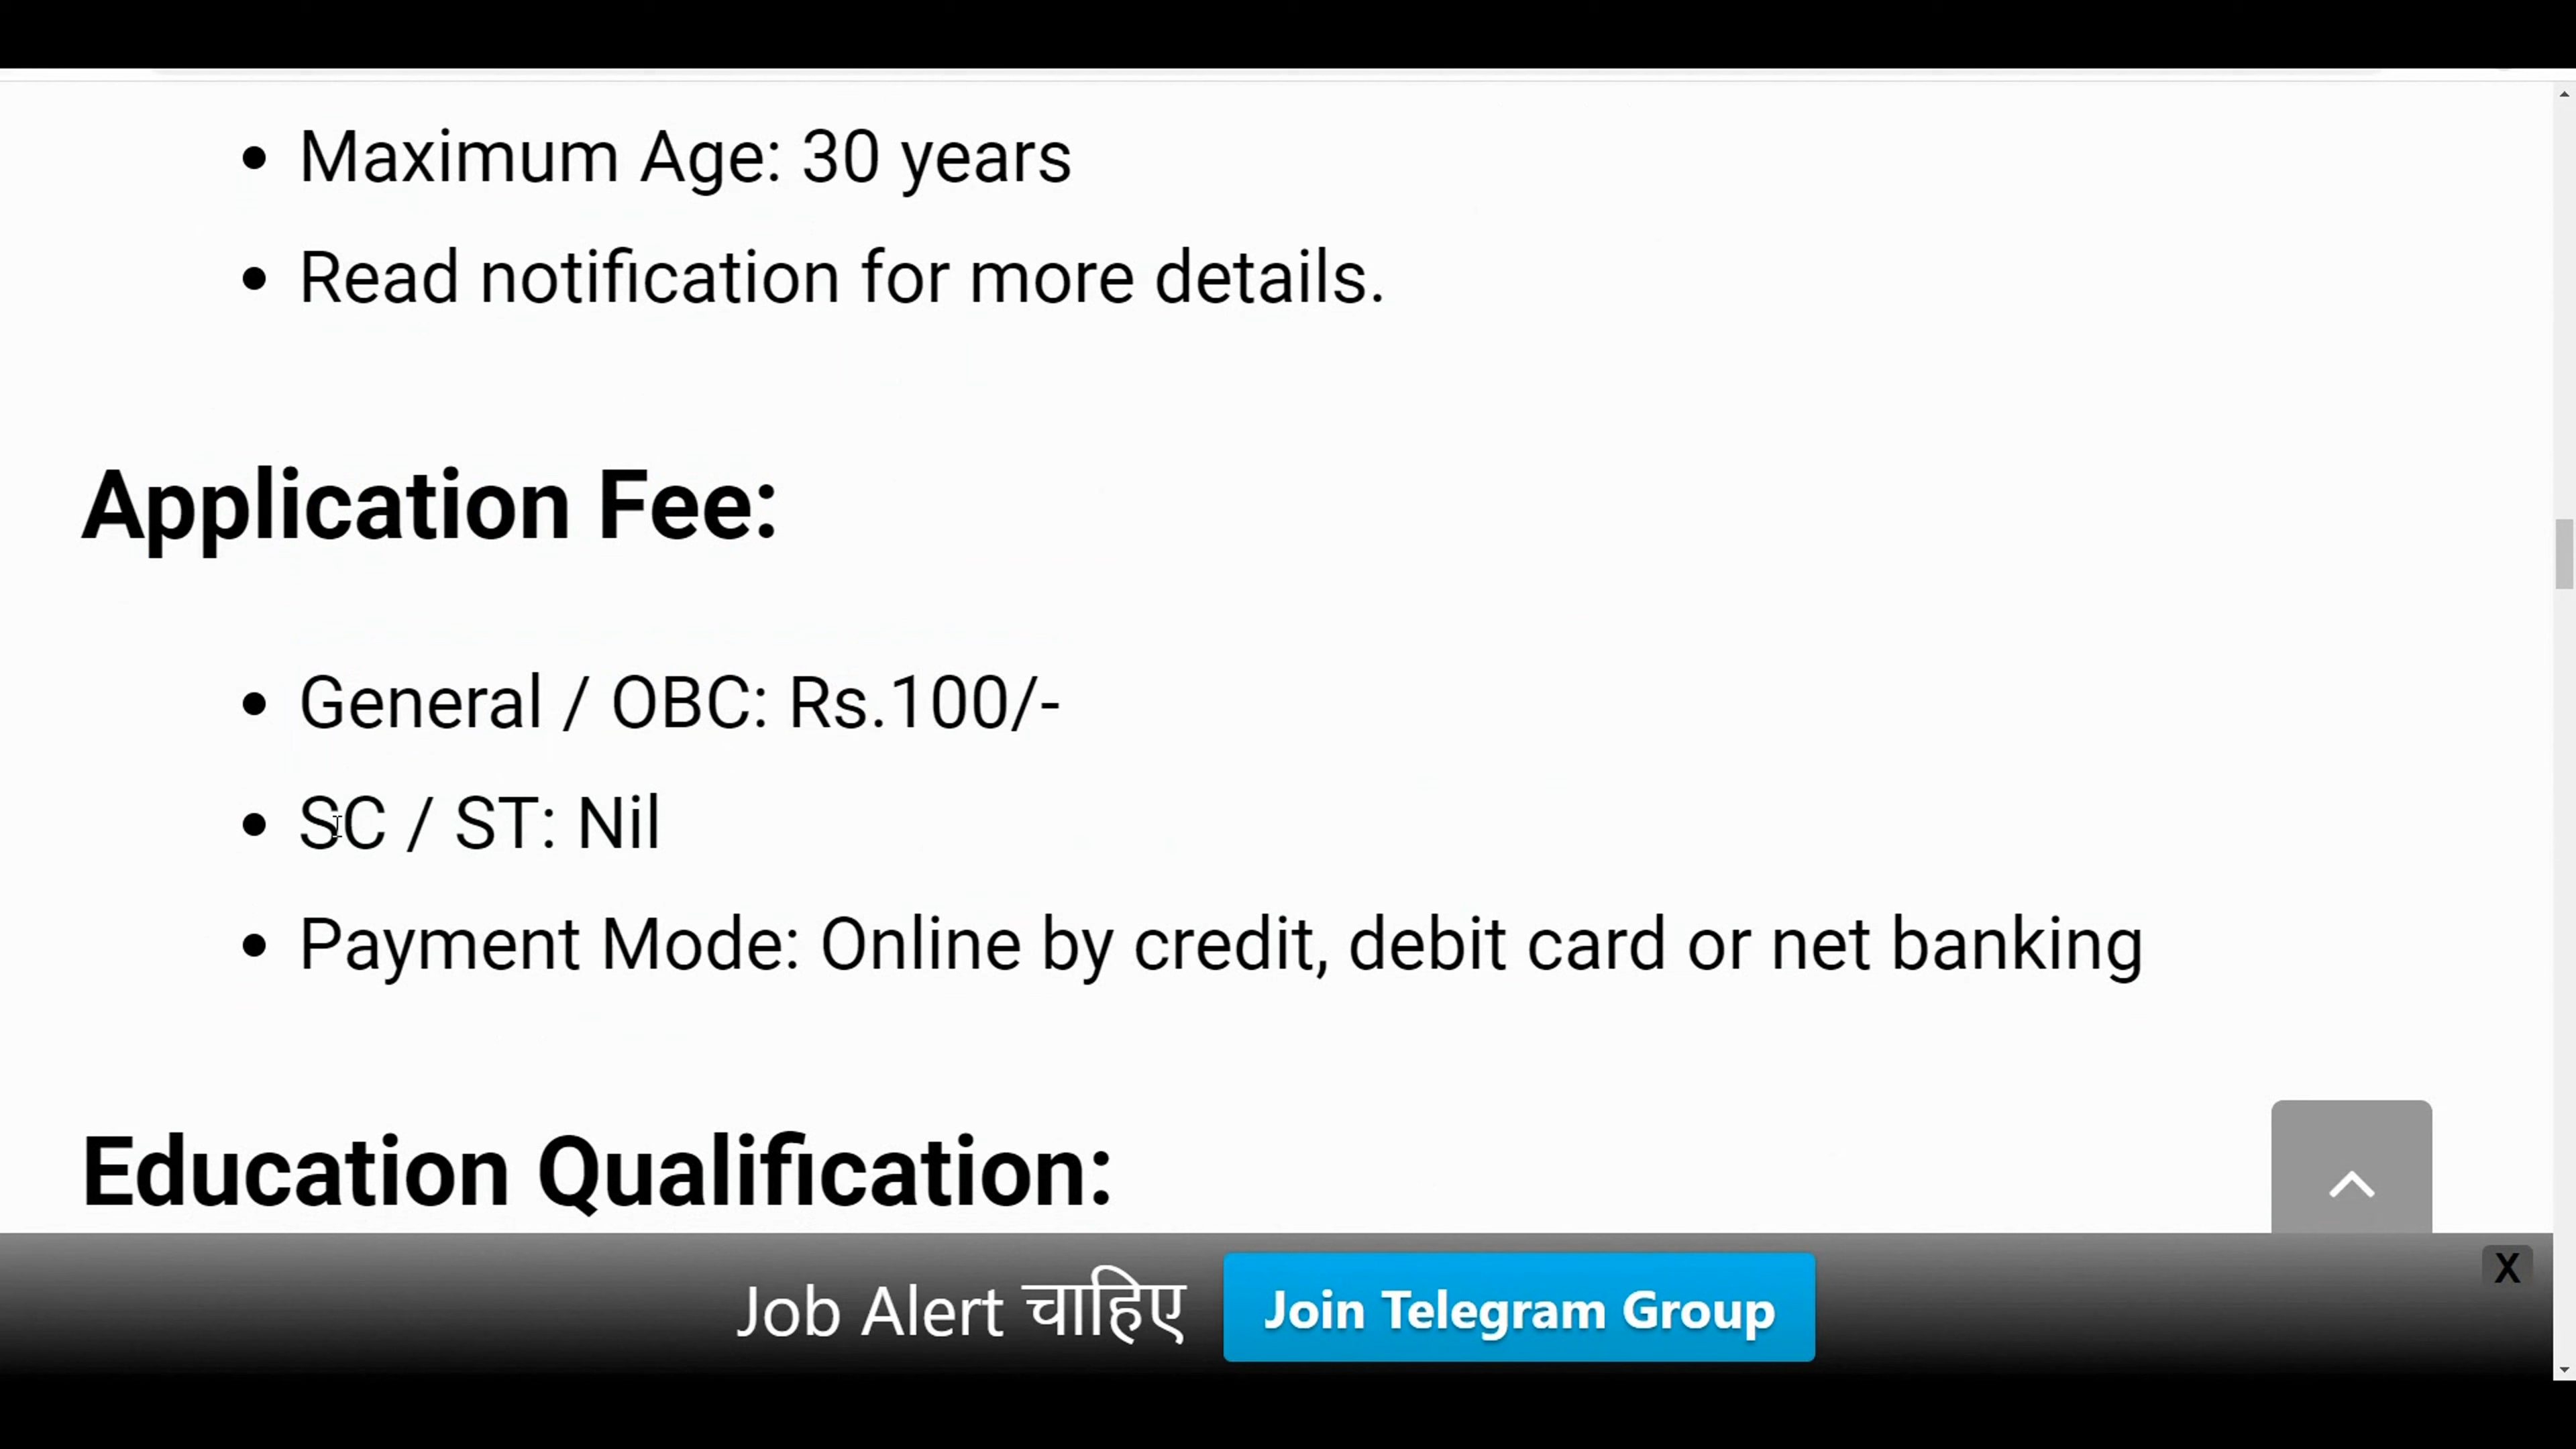 Maximum Age: 30 years
Read notification for more details.
Application Fee:
General / OBC: Rs.100/-
SC / ST: Nil
Payment Mode: Online by credit, debit card or net banking
Education Qualification:
Job Alert चाहिए Join Telegram Group
X